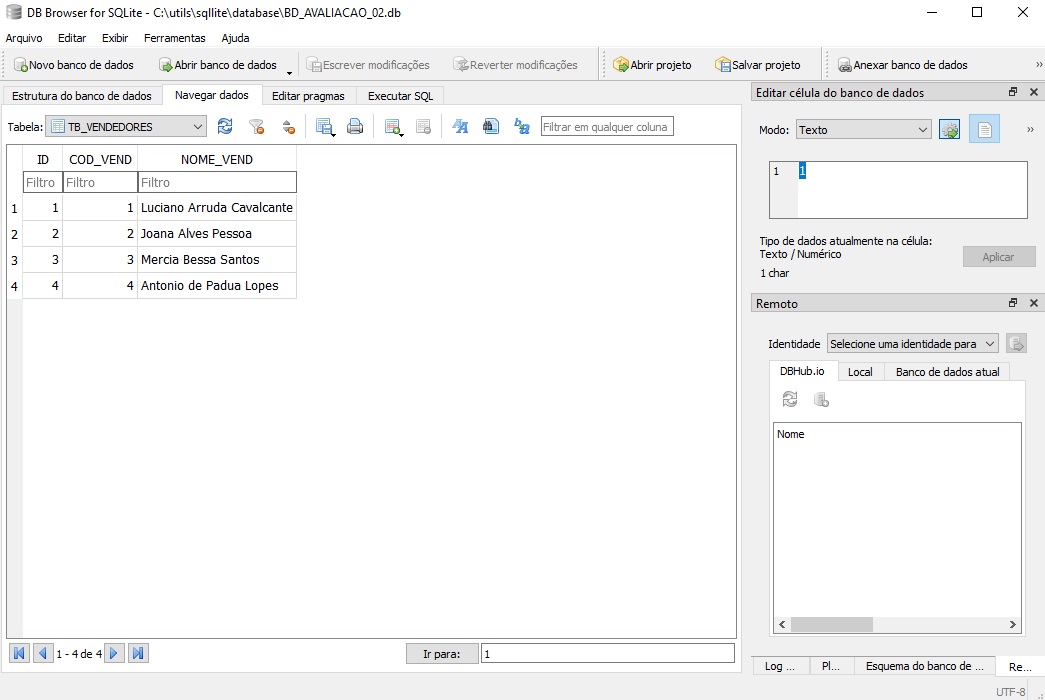 DB Browser for SQLite - C:\utils\sqllite\database\BD_AVALIACAO_02.db
Arquivo Editar Exibir Ferramentas Ajuda
Novo banco de dados Abrir banco de dados Escrever modificações Reverter modificações Abrir projeto Salvar projeto Anexar banco de dados »
Estrutura do banco de dados Navegar dados Editar pragmas Executar SQL
Tabela: TB_VENDEDORES Filtrar em qualquer coluna
ID COD_VEND NOME_VEND
Filtro Filtro Filtro
1 1 1 Luciano Arruda Cavalcante
2 2 2 Joana Alves Pessoa
3 3 3 Mercia Bessa Santos
4 4 4 Antonio de Padua Lopes
1 - 4 de 4 Ir para: 1
Editar célula do banco de dados
Modo: Texto »
1 1
Tipo de dados atualmente na célula:
Texto / Numérico
Aplicar
1 char
Remoto
Identidade Selecione uma identidade para
DBHub.io Local Banco de dados atual
Nome
Log ... Pl... Esquema do banco de ... Re...
UTF-8